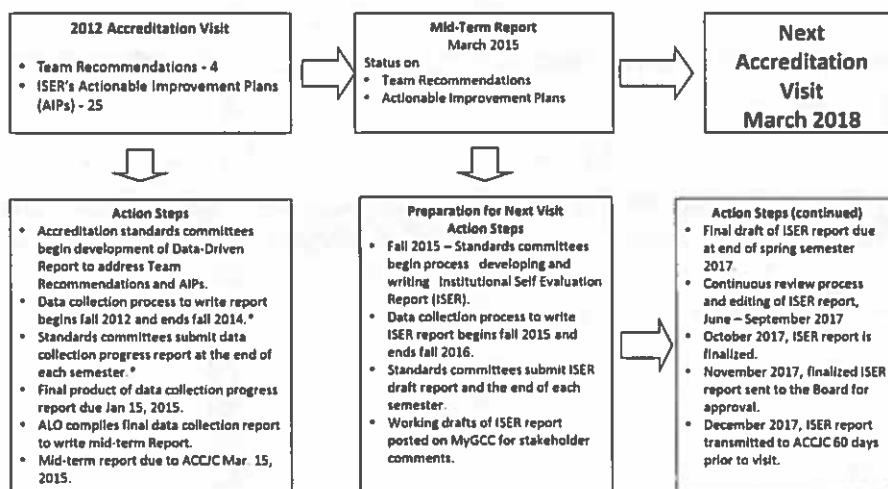 2012 Accreditation Visit
• Team Recommendations - 4
• ISER's Actionable Improvement Plans
(AIPs) - 25
Mid-Term Report
March 2015
Status on
• Team Recommendations
• Actionable Improvement Plans
Next
Accreditation
Visit
March 2018
Action Steps
• Accreditation standards committees
begin development of Data-Driven
Report to address Team
Recommendations and AIPs.
• Data collection process to write report
begins fall 2012 and ends fall 2014.*
• Standards committees submit data
collection progress report at the end of
each semester.*
• Final product of data collection progress
report due Jan 15, 2015.
• ALO compiles final data collection report
to write mid-term Report.
• Mid-term report due to ACCJC Mar. 15,
2015.
Preparation for Next Visit
Action Steps
• Fall 2015 – Standards committees
begin process developing and
writing Institutional Self Evaluation
Report (ISER).
• Data collection process to write
ISER report begins fall 2015 and
ends fall 2016.
• Standards committees submit ISER
draft report and the end of each
semester.
• Working drafts of ISER report
posted on MyGCC for stakeholder
comments.
Action Steps (continued)
• Final draft of ISER report due
at end of spring semester
2017.
• Continuous review process
and editing of ISER report,
June – September 2017
• October 2017, ISER report is
finalized.
• November 2017, finalized ISER
report sent to the Board for
approval.
• December 2017, ISER report
transmitted to ACCJC 60 days
prior to visit.